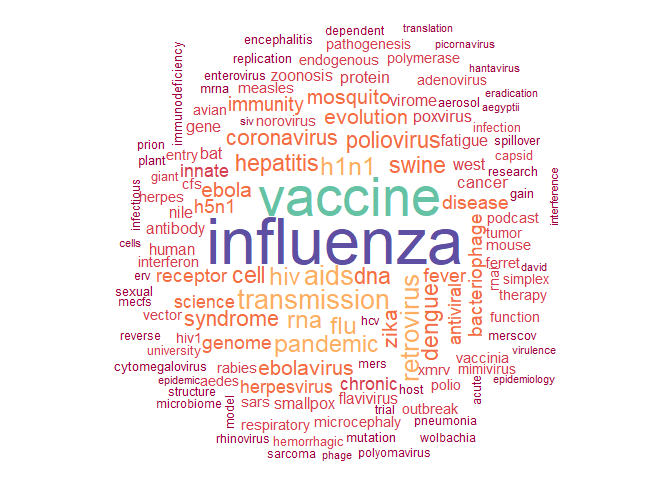 dependent translation
encephalitis pathogenesis picornavirus
replication endogenous polymerase hantavirus
enterovirus zoonosis protein adenovirus eradication
mrna measles mosquito virome aerosol aegyptii
immunodeficiency avian immunity evolution poxvirus infection
gene siv norovirus coronavirus poliovirus fatigue spillover
prion entry bat hepatitis h1n1 swine west capsid
plant innate research
giant cfs ebola vaccine cancer gain interference
herpes h5n1 disease
infectious nile podcast
antibody influenza bacteriophage tumor
cells human mouse
interferon ferret david
erv receptor cell hiv aids dna fever rnai simplex
sexual therapy
mecfs science transmission retrovirus dengue antiviral
vector syndrome rna flu hcv zika function
reverse hiv1 genome pandemic merscov
university vaccinia virulence
cytomegalovirus rabies ebolavirus mers xmrv mimivirus
epidemic aedes herpesvirus chronic host polio acute epidemiology
structure flavivirus
microbiome model sars smallpox trial outbreak
respiratory microcephaly pneumonia
rhinovirus hemorrhagic mutation wolbachia
sarcoma phage polyomavirus